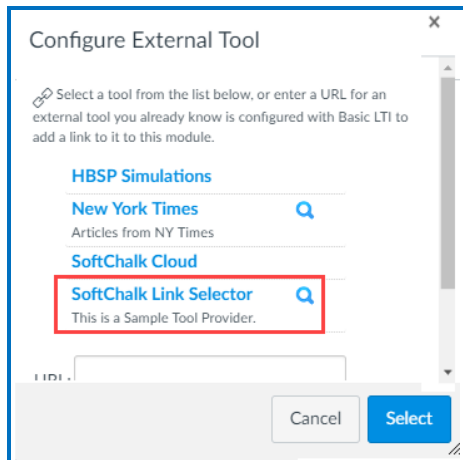 Configure External Tool
Select a tool from the list below, or enter a URL for an
external tool you already know is configured with Basic LTI to
add a link to it to this module.
HBSP Simulations
New York Times
Articles from NY Times
SoftChalk Cloud
SoftChalk Link Selector
This is a Sample Tool Provider.
URL:
Cancel
Select